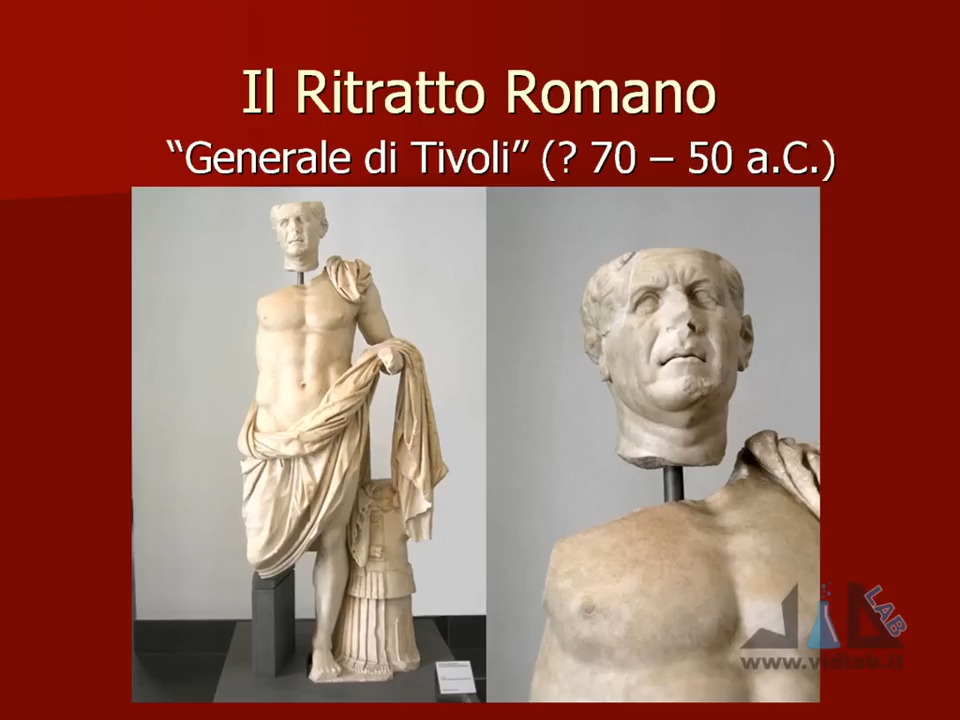 Il Ritratto Romano
“Generale di Tivoli” (? 70 – 50 a.C.)
LAB
www.vidlab.it